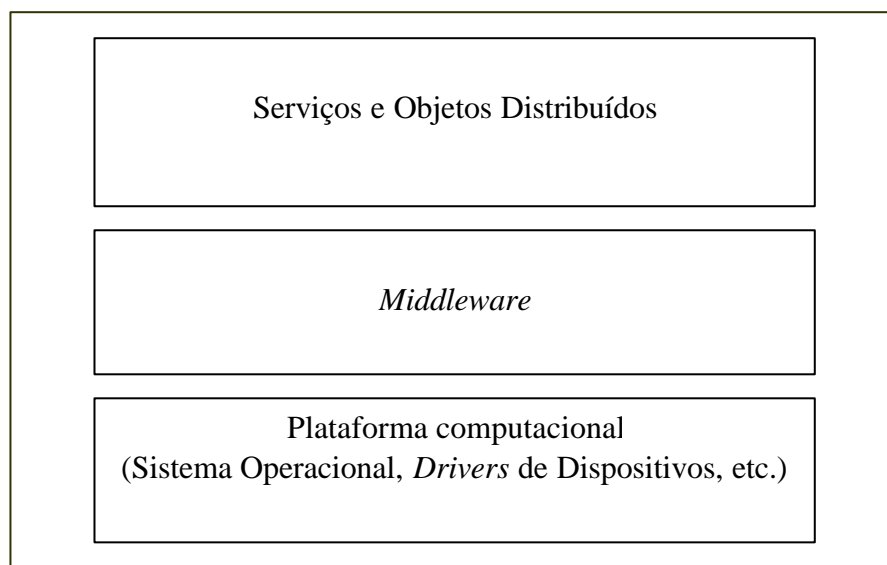 Serviços e Objetos Distribuídos
Middleware
Plataforma computacional
(Sistema Operacional, Drivers de Dispositivos, etc.)